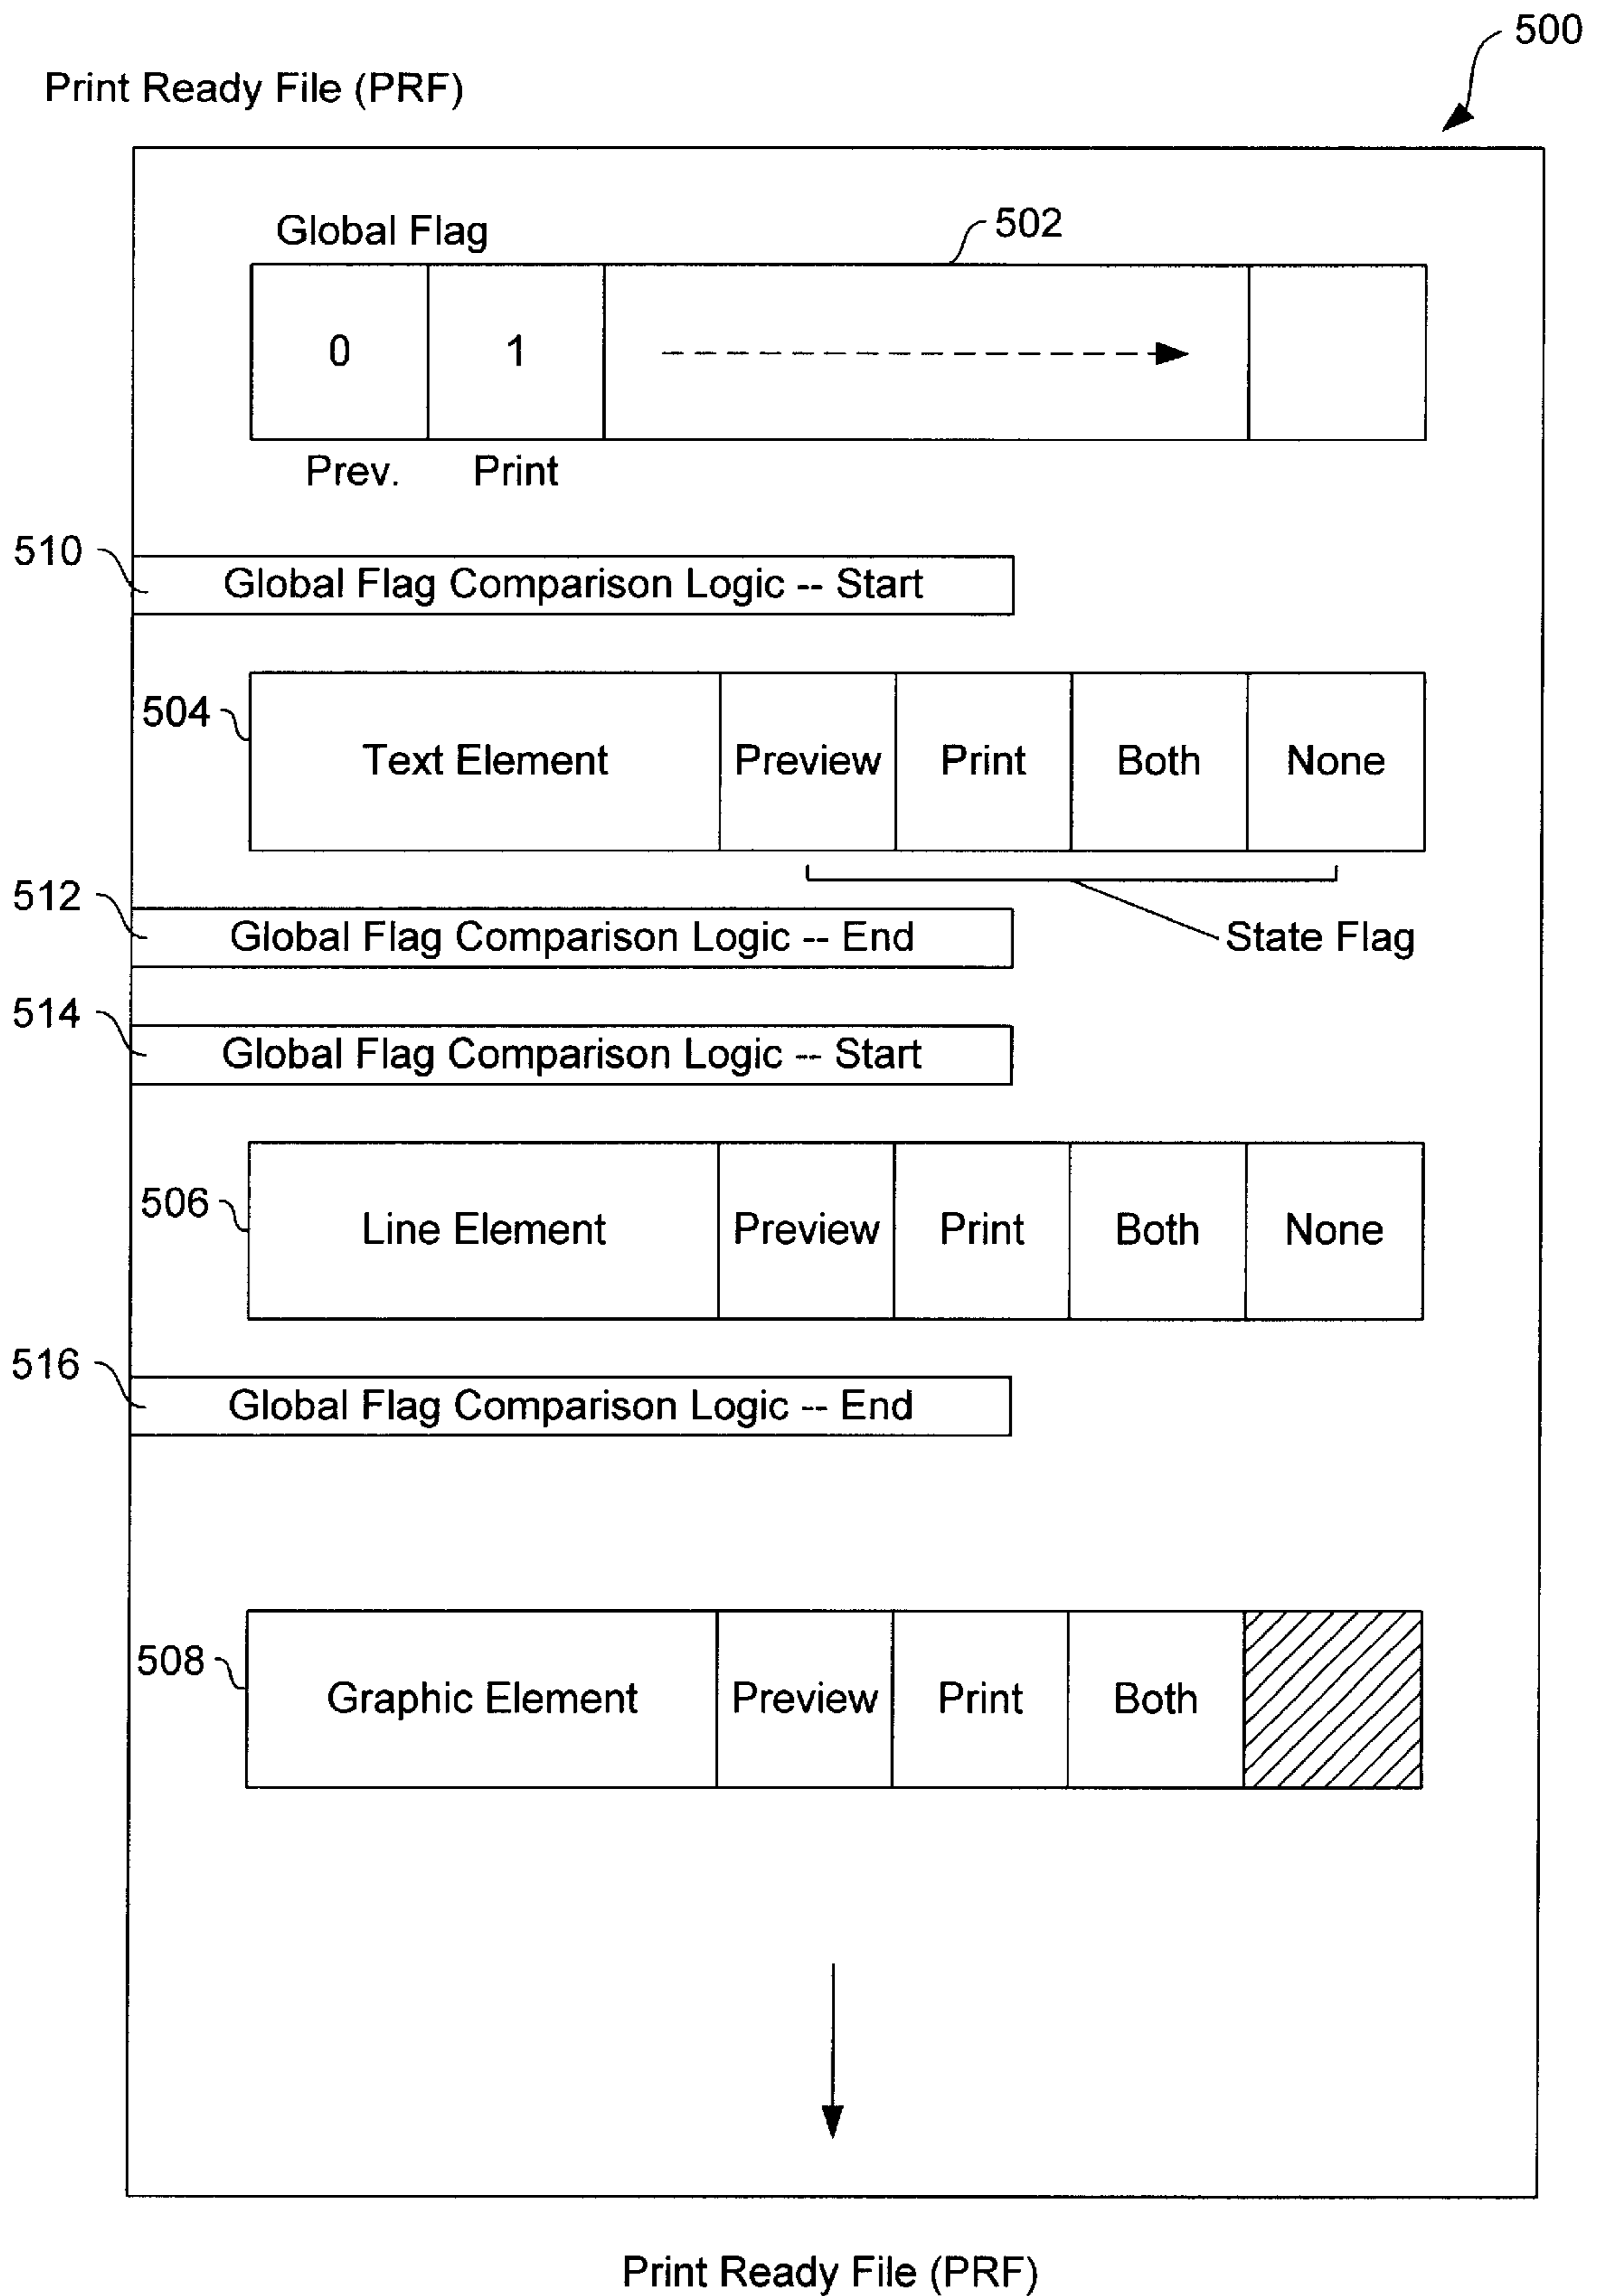 500
Print Ready File (PRF)
Global Flag
502
0 1
Prev. Print
510
Global Flag Comparison Logic -- Start
504
Text Element Preview Print Both None
512
Global Flag Comparison Logic -- End
State Flag
514
Global Flag Comparison Logic -- Start
506
Line Element Preview Print Both None
516
Global Flag Comparison Logic -- End
508
Graphic Element Preview Print Both
Print Ready File (PRF)